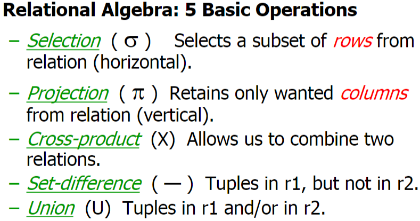 Relational Algebra: 5 Basic Operations
– Selection ( σ ) Selects a subset of rows from
relation (horizontal).
– Projection ( π ) Retains only wanted columns
from relation (vertical).
– Cross-product (X) Allows us to combine two
relations.
– Set-difference ( — ) Tuples in r1, but not in r2.
– Union (U) Tuples in r1 and/or in r2.